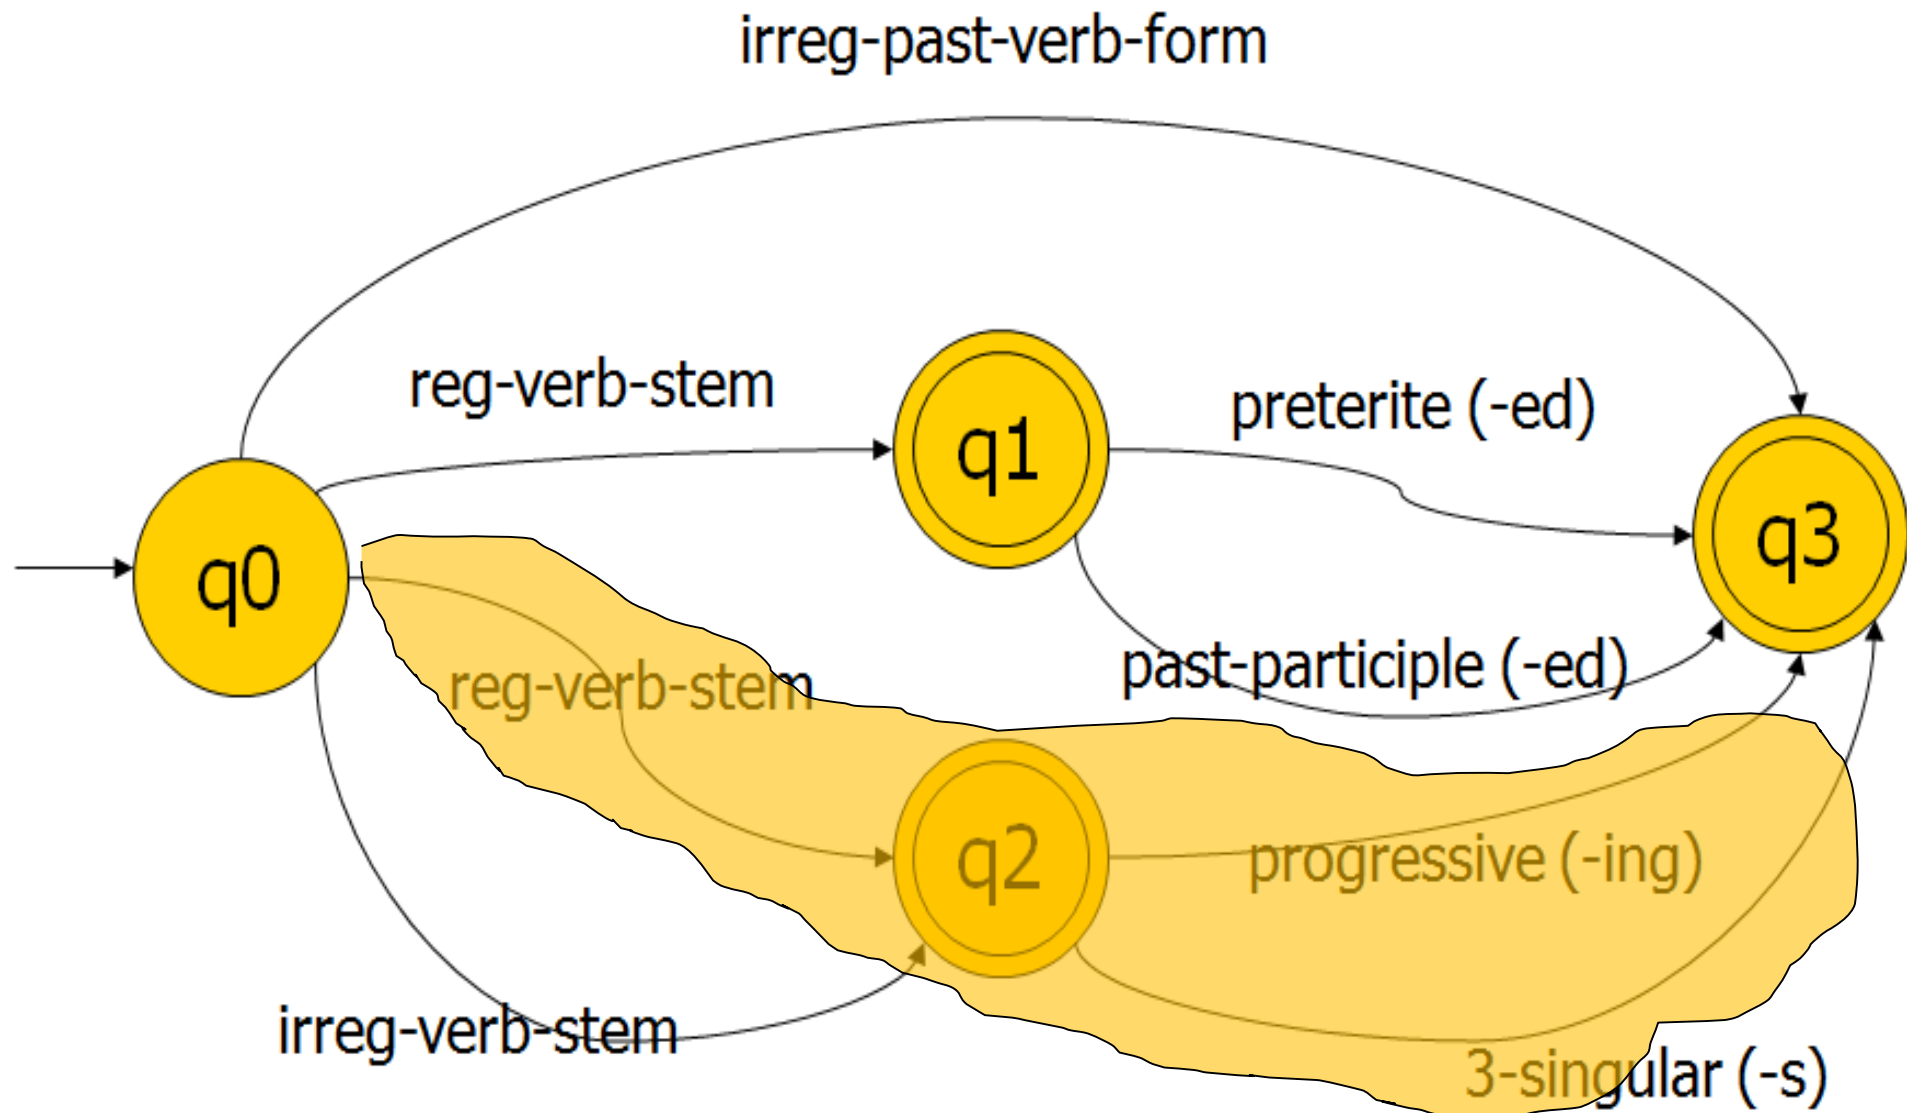 irreg-past-verb-form
reg-verb-stem
preterite (-ed)
q1
q3
q0
past-participle (-ed)
reg-verb-stem
q2
progressive (-ing)
irreg-verb-stem
3-singular (-s)